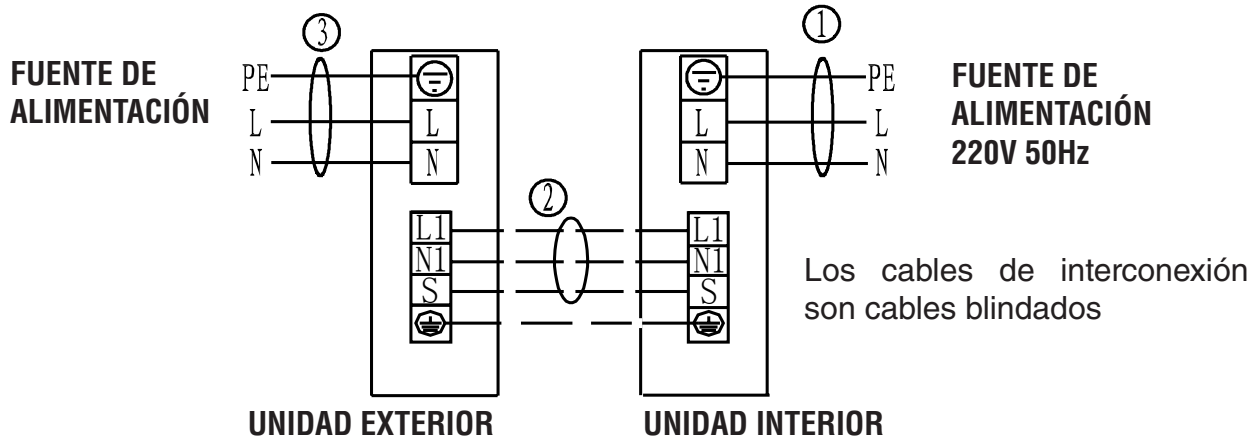 ③
①
FUENTE DE
ALIMENTACIÓN
PE
L
N
L
N
L
N
PE
L
N
FUENTE DE
ALIMENTACIÓN
220V 50Hz
②
L1
N1
S
L1
N1
S
Los cables de interconexión
son cables blindados
UNIDAD EXTERIOR
UNIDAD INTERIOR